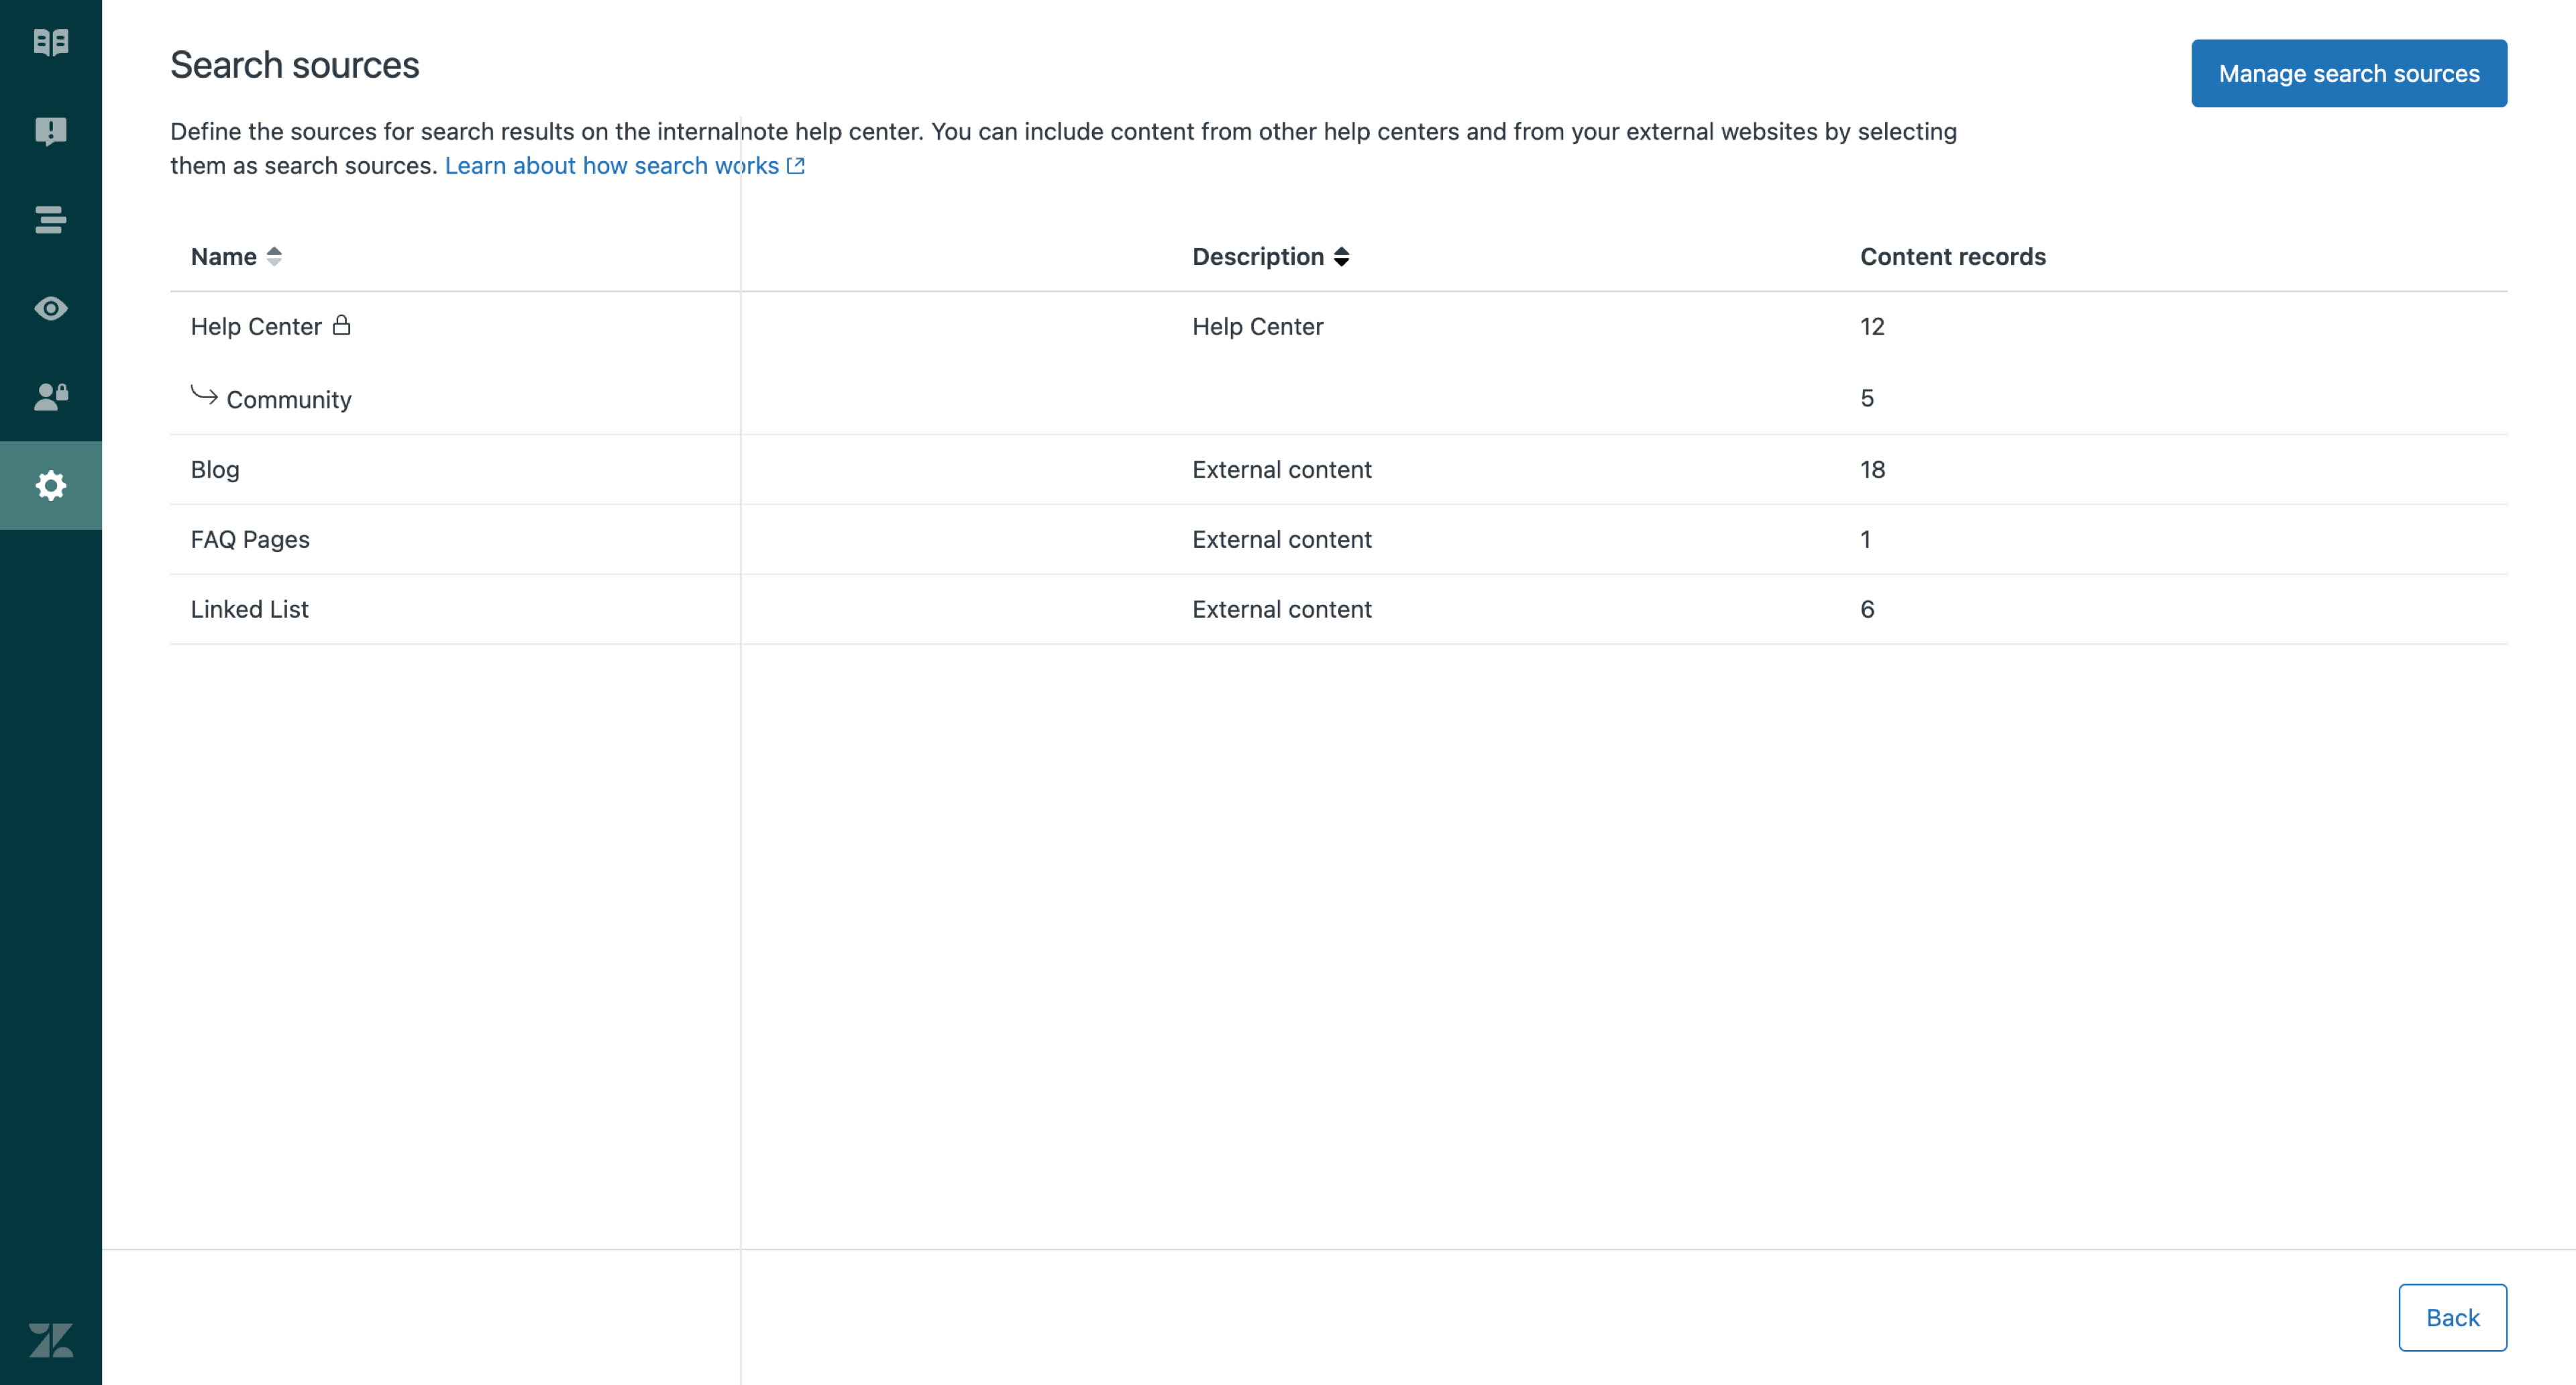 Search sources
Manage search sources
Define the sources for search results on the internalnote help center. You can include content from other help centers and from your external websites by selecting
them as search sources. Learn about how search works
Name Description Content records
Help Center Help Center 12
Community 5
Blog External content 18
FAQ Pages External content 1
Linked List External content 6
Back